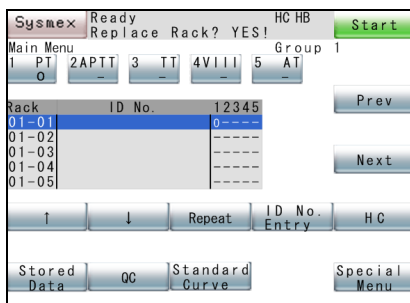 Sysmex Ready HC HB Start
Replace Rack? YES!
Main Menu Group 1
1 PT 2APTT 3 TT 4VIII 5 AT
O – – – –
Prev
Rack ID No. 12345
01-01 O----
01-02 -----
01-03 -----
Next
01-04 -----
01-05 -----
↑ ↓ Repeat ID No. Entry HC
Stored Data QC Standard Curve Special Menu